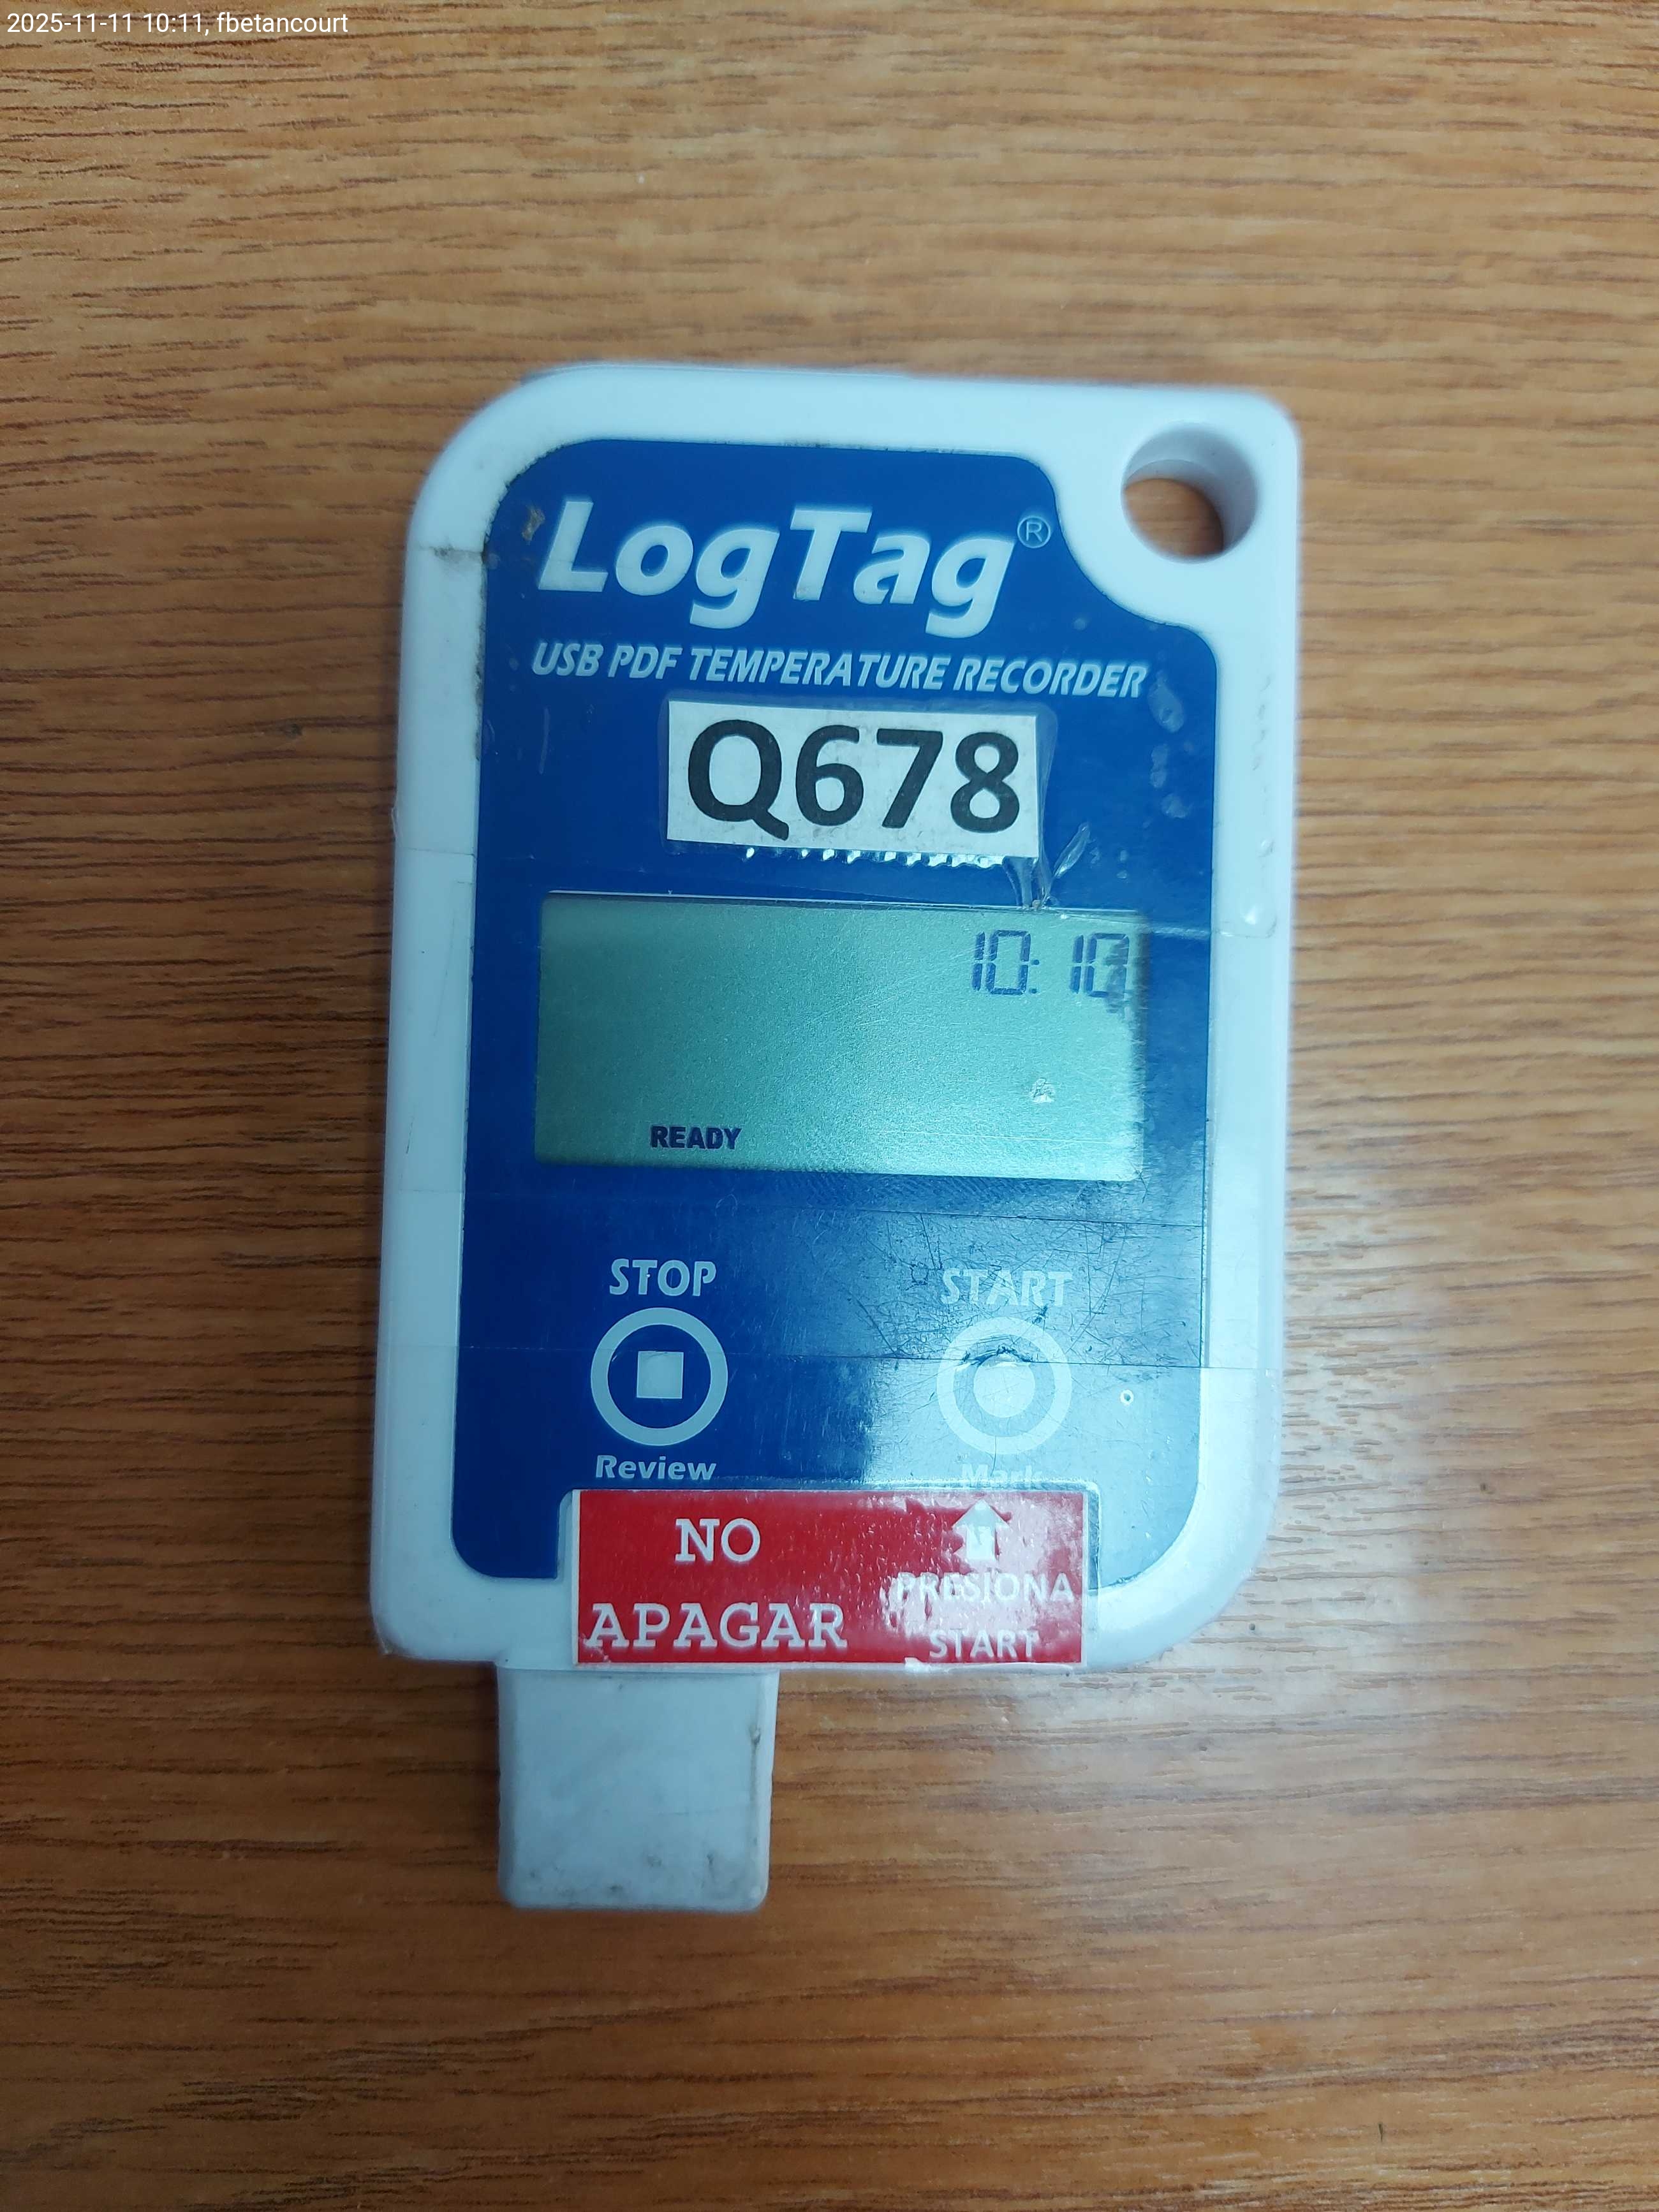 2025-11-11 10:11, fbetancourt
LogTag®
USB PDF TEMPERATURE RECORDER
Q678
10:10
READY
STOP
START
Review
Mark
NO
APAGAR
PRESIONA
START